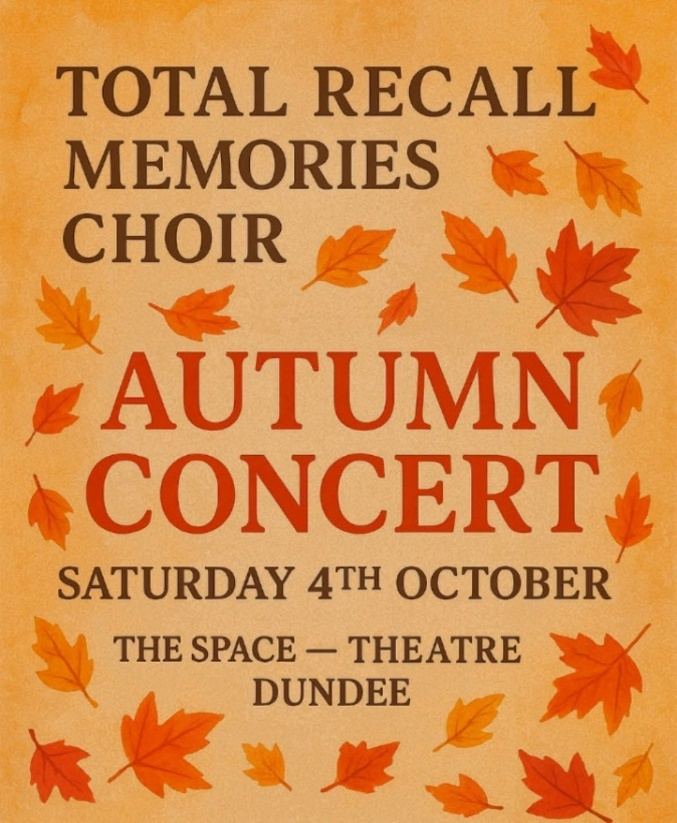 TOTAL RECALL
MEMORIES
CHOIR
AUTUMN
CONCERT
SATURDAY 4TH OCTOBER
THE SPACE — THEATRE
DUNDEE